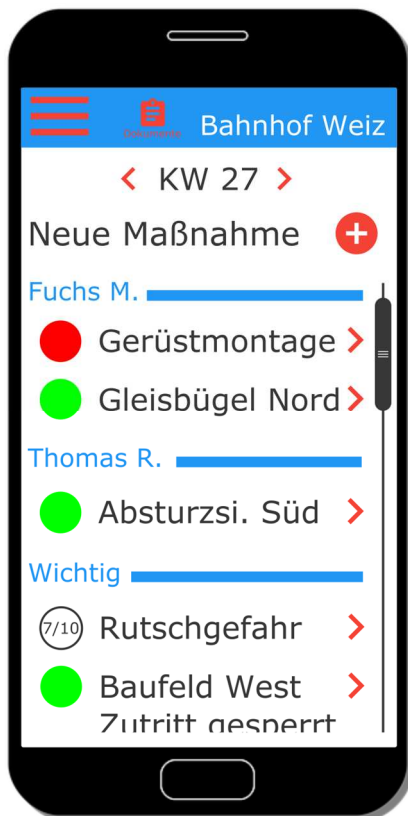 Dokumente
Bahnhof Weiz
< KW 27 >
Neue Maßnahme +
Fuchs M.
Gerüstmontage >
Gleisbügel Nord >
Thomas R.
Absturzsi. Süd >
Wichtig
7/10 Rutschgefahr >
Baufeld West >
Zutritt gesperrt